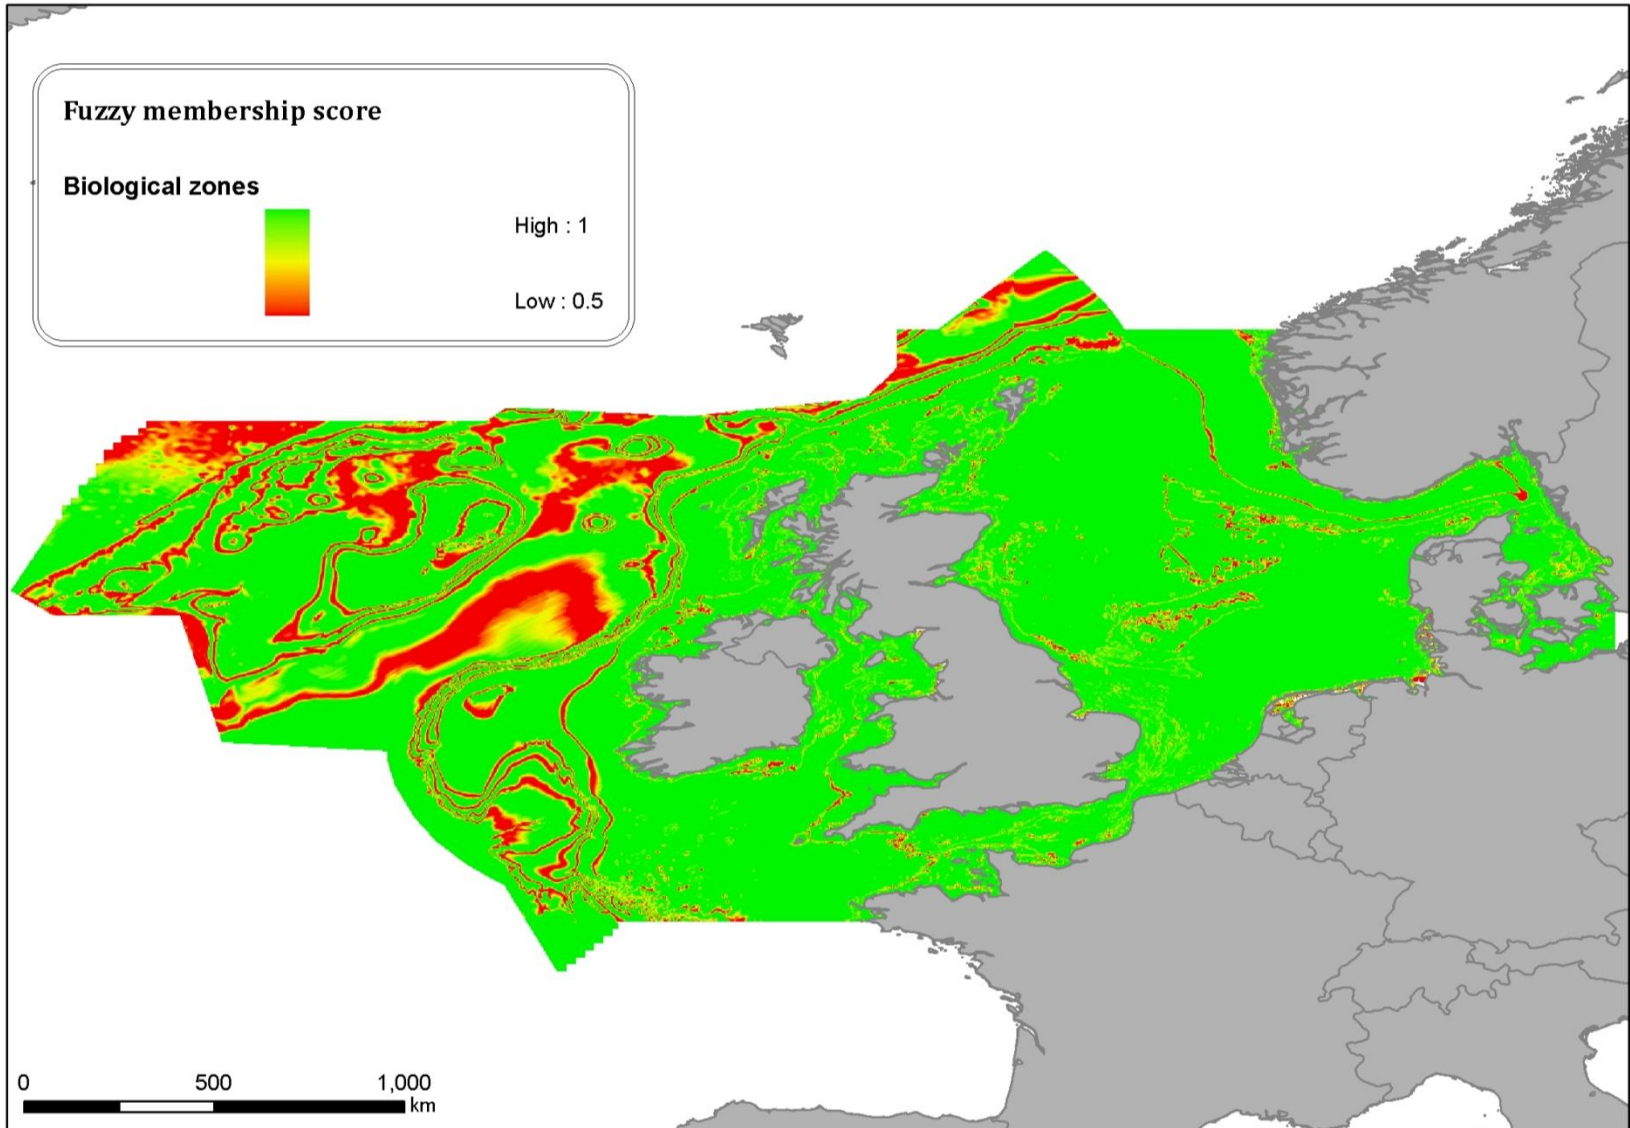 Fuzzy membership score
Biological zones
High : 1
Low : 0.5
0 500 1,000
km